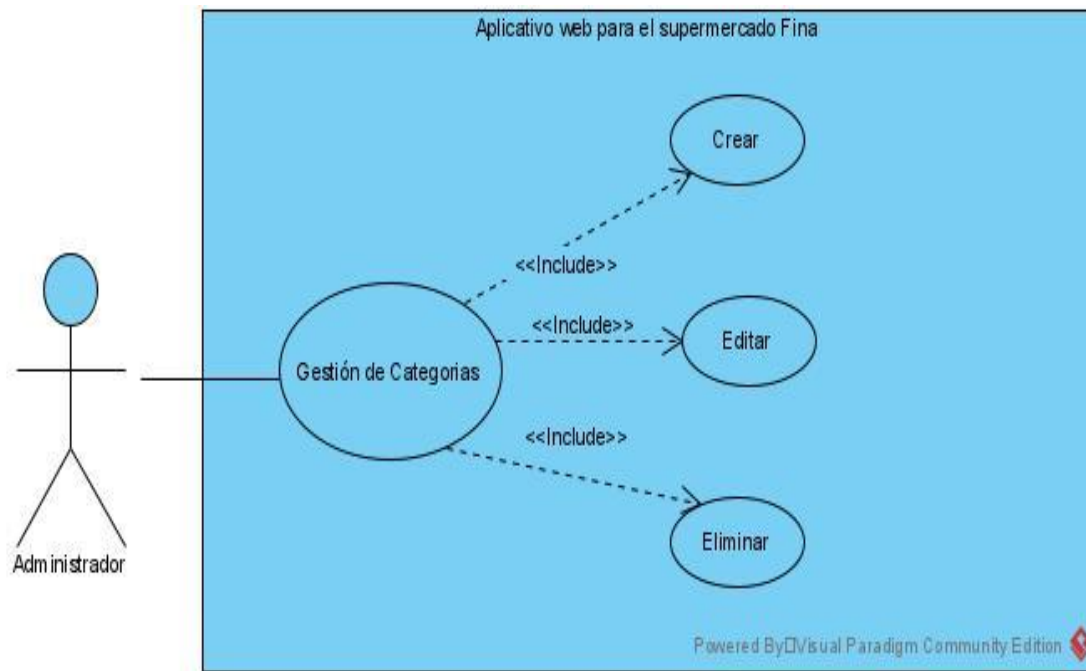 Aplicativo web para el supermercado Fina
Crear
<<Include>>
<<Include>>
Editar
Gestión de Categorias
<<Include>>
Eliminar
Administrador
Powered By□Visual Paradigm Community Edition